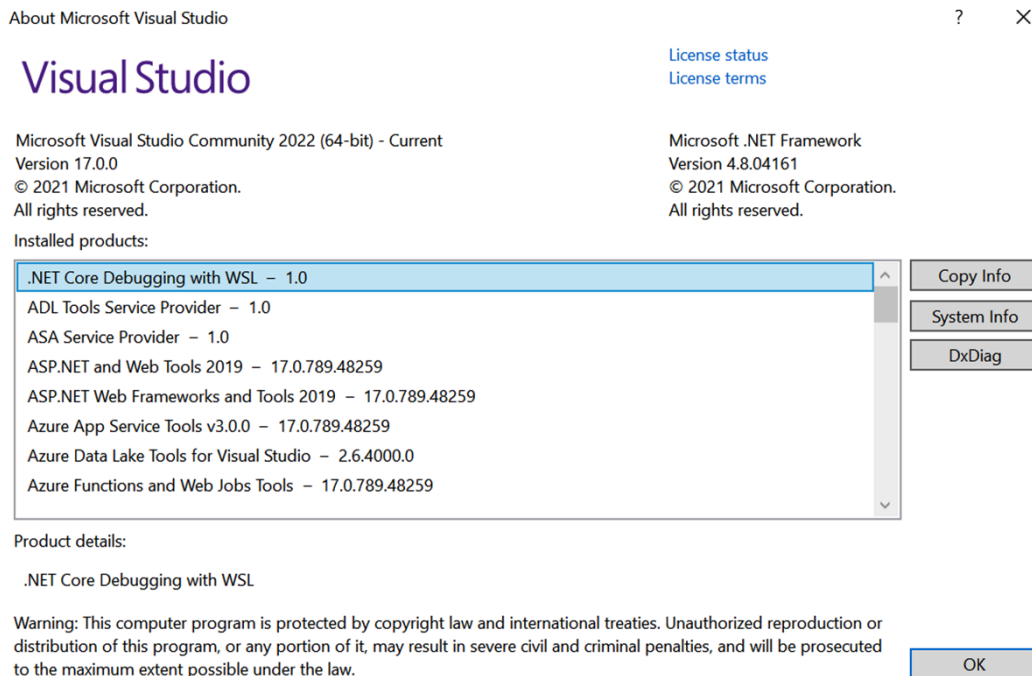 About Microsoft Visual Studio
?
Visual Studio
License status
License terms
Microsoft Visual Studio Community 2022 (64-bit) - Current
Version 17.0.0
© 2021 Microsoft Corporation.
All rights reserved.
Microsoft .NET Framework
Version 4.8.04161
© 2021 Microsoft Corporation.
All rights reserved.
Installed products:
.NET Core Debugging with WSL – 1.0
ADL Tools Service Provider – 1.0
ASA Service Provider – 1.0
ASP.NET and Web Tools 2019 – 17.0.789.48259
ASP.NET Web Frameworks and Tools 2019 – 17.0.789.48259
Azure App Service Tools v3.0.0 – 17.0.789.48259
Azure Data Lake Tools for Visual Studio – 2.6.4000.0
Azure Functions and Web Jobs Tools – 17.0.789.48259
Copy Info
System Info
DxDiag
Product details:
.NET Core Debugging with WSL
Warning: This computer program is protected by copyright law and international treaties. Unauthorized reproduction or
distribution of this program, or any portion of it, may result in severe civil and criminal penalties, and will be prosecuted
to the maximum extent possible under the law.
OK